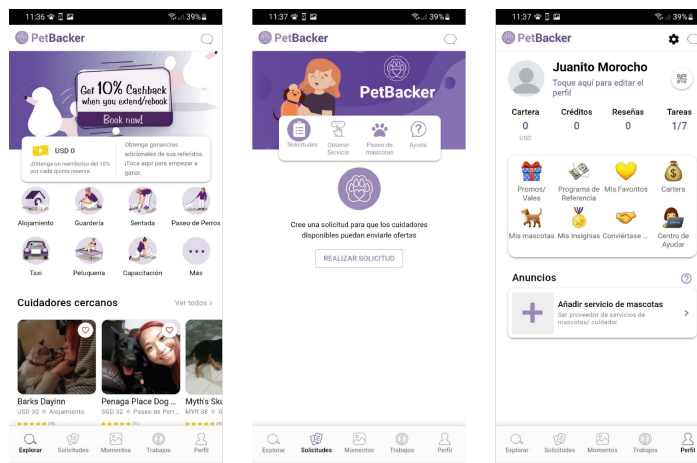 11:36
39%
PetBacker
Get 10% Cashback
when you extend/rebook
Book now!
USD 0
¡Obtenga un reembolso del 10%
por cada quinta reserva.
Obtenga ganancias
adicionales de sus referidos.
¡Toca aquí para empezar a
ganar.
Alojamiento
Guardería
Sentada
Paseo de Perros
Taxi
Peluquería
Capacitación
Más
Cuidadores cercanos
Ver todos >
Barks Dayinn
USD 30 Alojamiento
Penaga Place Dog ...
SGD 32 Paseo de Perr...
Myth's Sku
MYR 38
Explorar
Solicitudes
Momentos
Trabajos
Perfil
11:37
39%
PetBacker
PetBacker
Solicitudes
Obtener
Servicio
Paseo de
mascotas
Ayuda
Cree una solicitud para que los cuidadores
disponibles puedan enviarle ofertas
REALIZAR SOLICITUD
Explorar
Solicitudes
Momentos
Trabajos
Perfil
11:37
39%
PetBacker
Juanito
Morocho
Toque aquí para editar el
perfil
Cartera
0
USD
Créditos
0
Reseñas
0
Tareas
1/7
Promos/
Vales
Programa de
Referencia
Mis Favoritos
Cartera
Mis mascotas
Mis Insignias
Conviértase ...
Centro de
Ayudar
Anuncios
Añadir servicio de mascotas
Ser proveedor de servicios de
mascotas/ cuidador
Explorar
Solicitudes
Momentos
Trabajos
Perfil